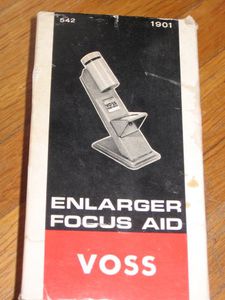 542 1901
ENLARGER
FOCUS AID
VOSS